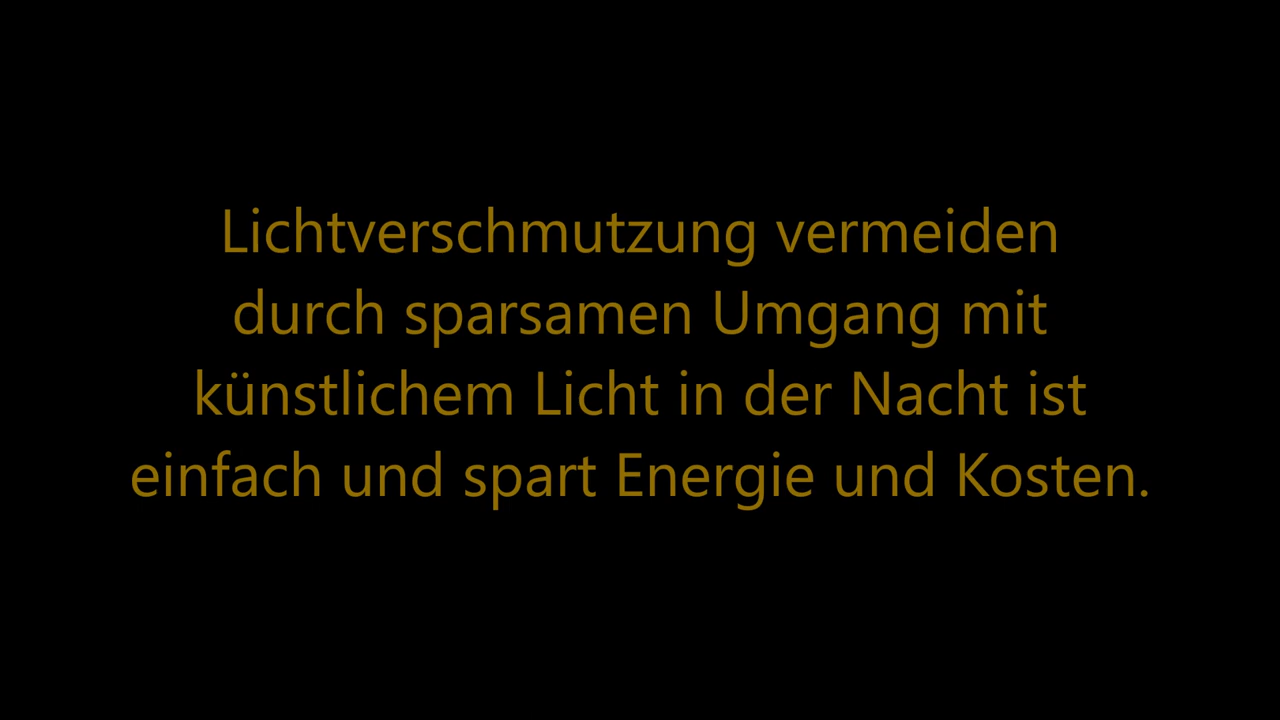 Lichtverschmutzung vermeiden
durch sparsamen Umgang mit
künstlichem Licht in der Nacht ist
einfach und spart Energie und Kosten.